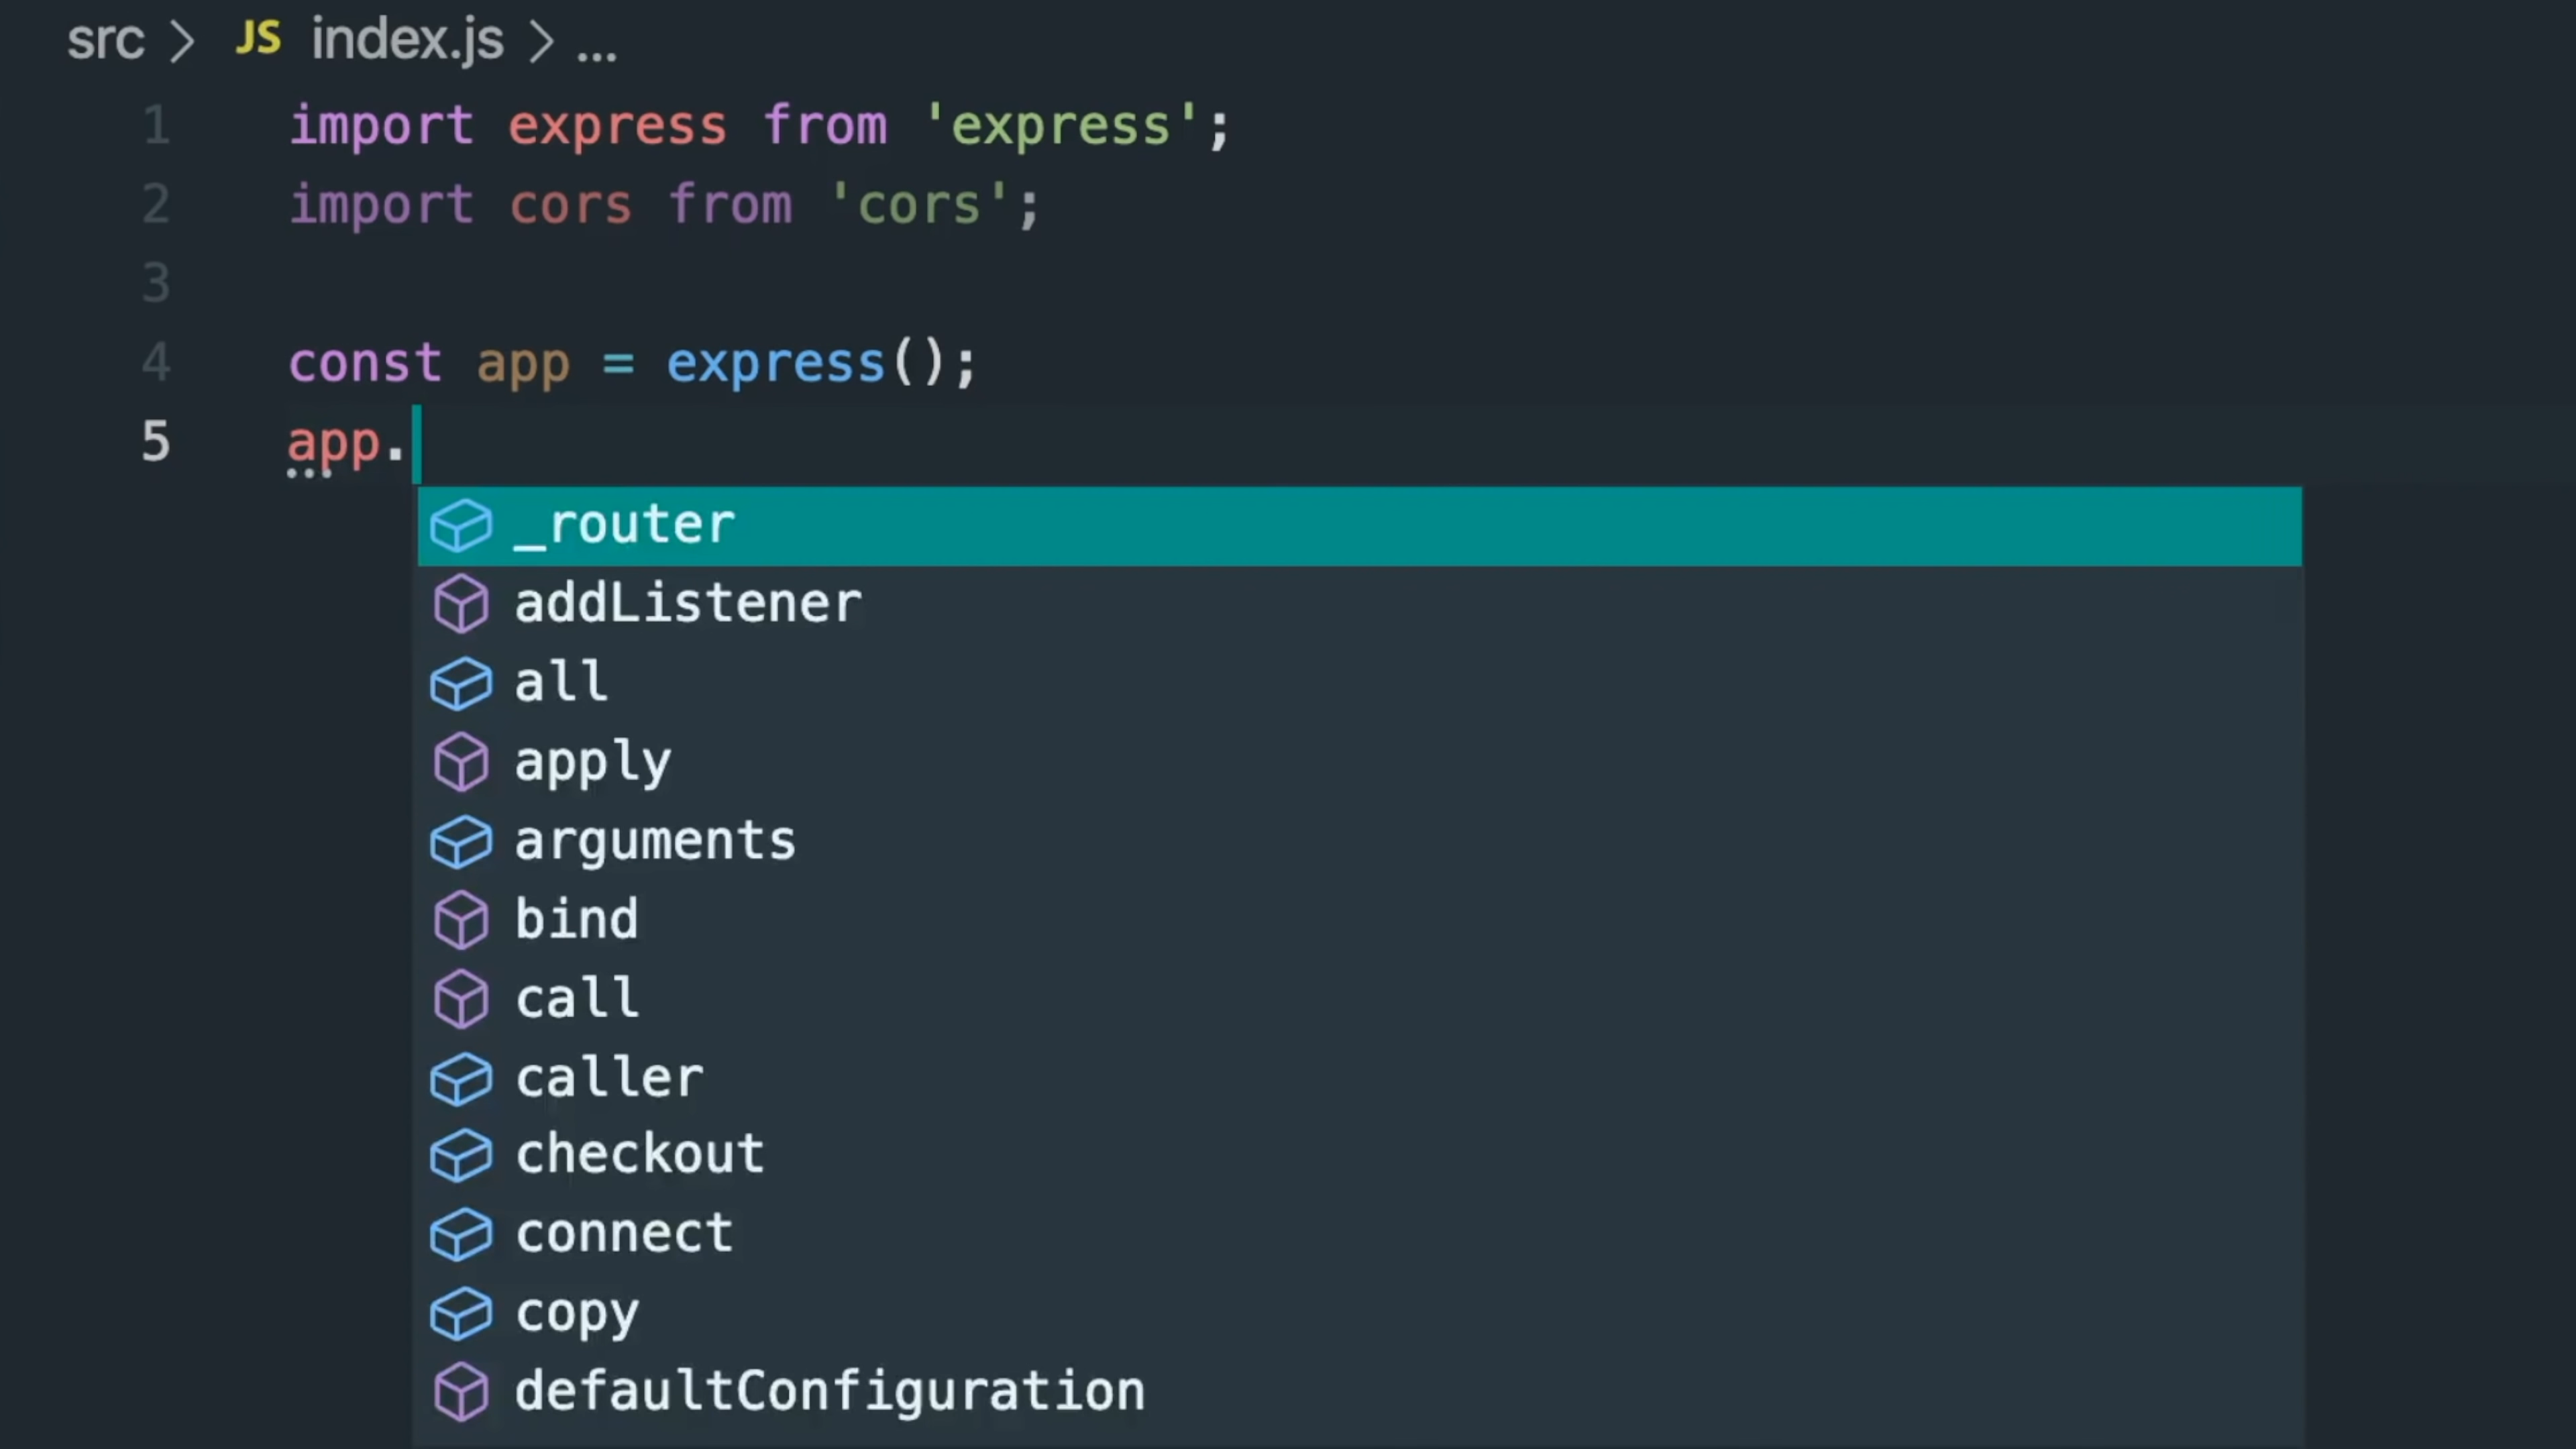 src > JS index.js > ...
1 import express from 'express';
2 import cors from 'cors';
3
4 const app = express();
5 app.
_router
addListener
all
apply
arguments
bind
call
caller
checkout
connect
copy
defaultConfiguration